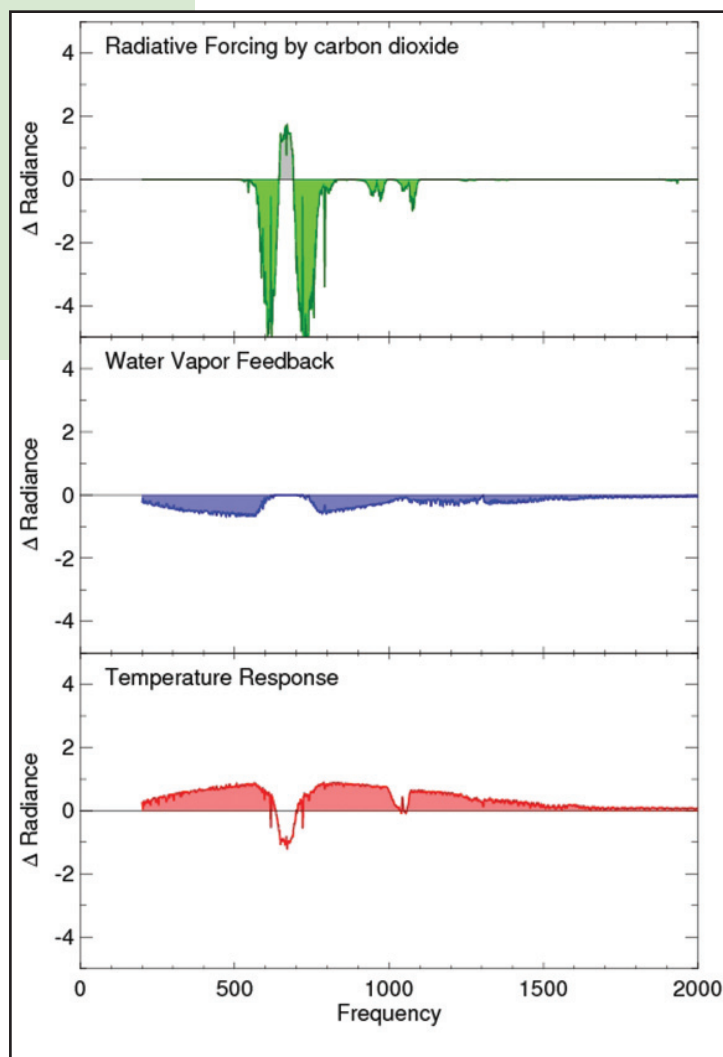 Radiative Forcing by carbon dioxide
4
2
0
-2
-4
Δ Radiance
Water Vapor Feedback
4
2
0
-2
-4
Δ Radiance
Temperature Response
4
2
0
-2
-4
Δ Radiance
0 500 1000 1500 2000
Frequency